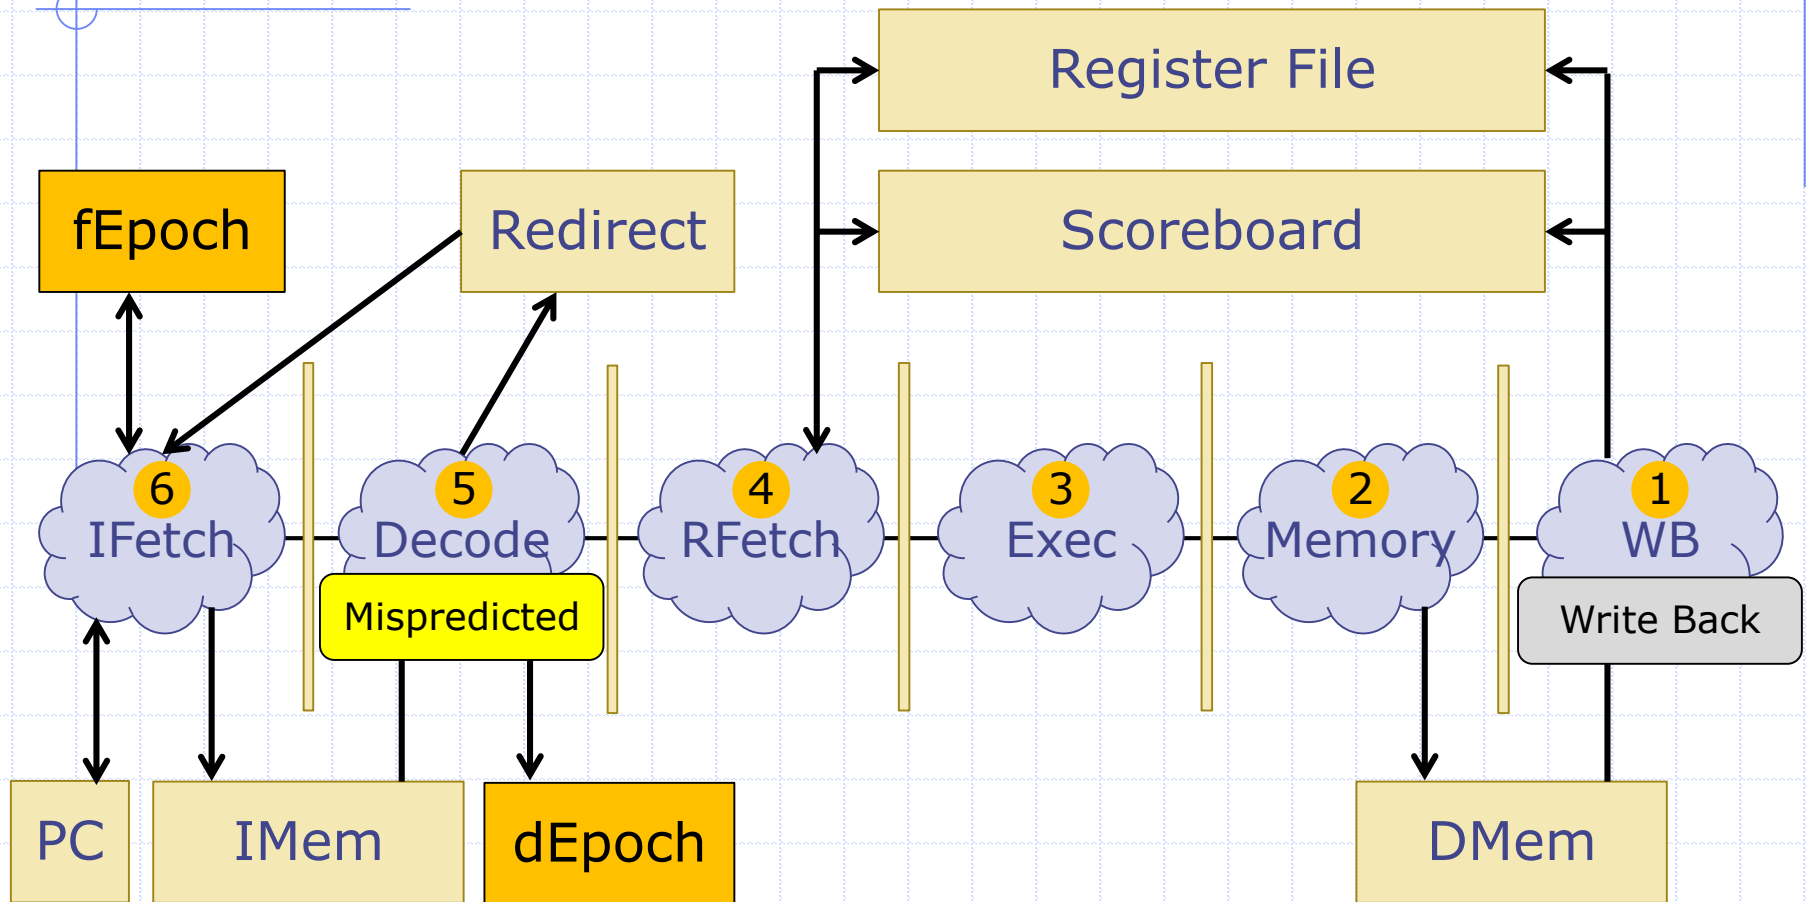 Register File
fEpoch
Redirect
Scoreboard
6
IFetch
5
Decode
4
RFetch
3
Exec
2
Memory
1
WB
Mispredicted
Write Back
PC
IMem
dEpoch
DMem